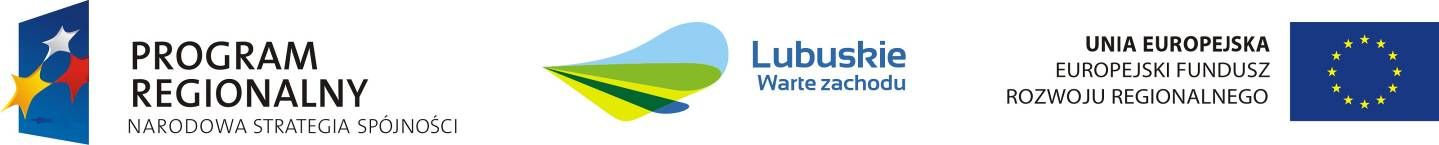 PROGRAM
REGIONALNY
NARODOWA STRATEGIA SPÓJNOŚCI
Lubuskie
Warte zachodu
UNIA EUROPEJSKA
EUROPEJSKI FUNDUSZ
ROZWOJU REGIONALNEGO